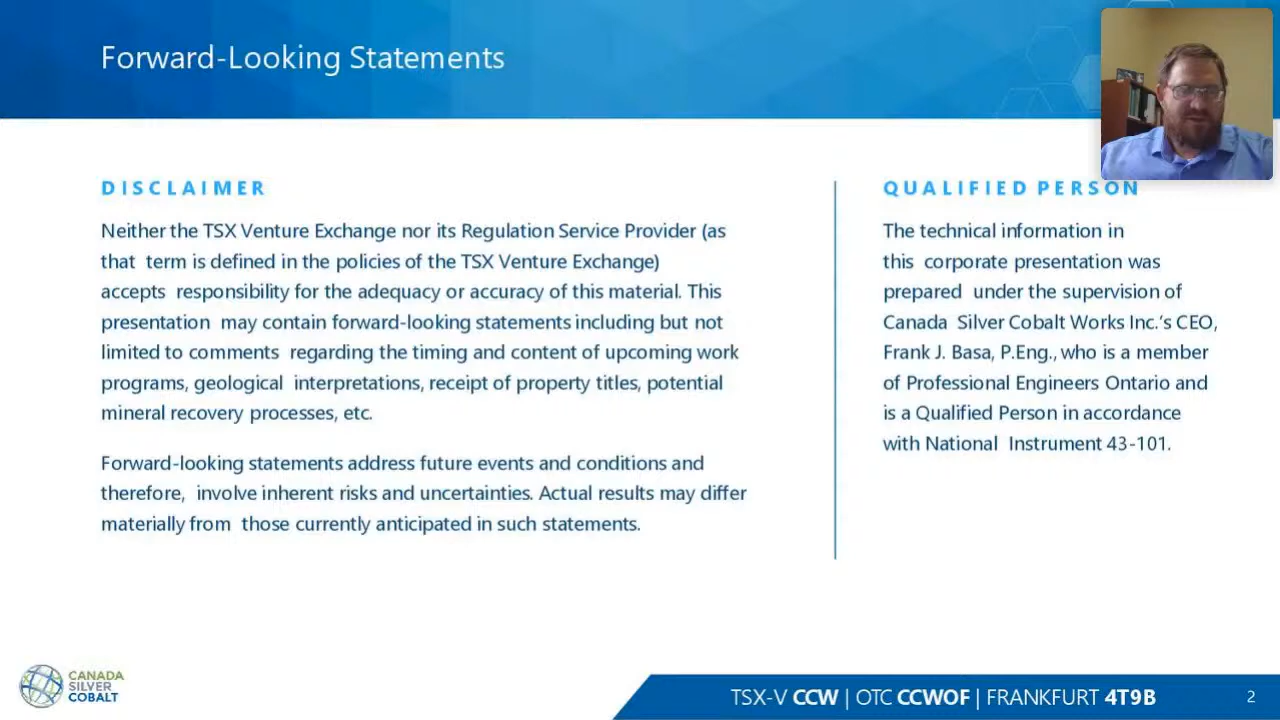 Forward-Looking Statements
DISCLAIMER
Neither the TSX Venture Exchange nor its Regulation Service Provider (as
that term is defined in the policies of the TSX Venture Exchange)
accepts responsibility for the adequacy or accuracy of this material. This
presentation may contain forward-looking statements including but not
limited to comments regarding the timing and content of upcoming work
programs, geological interpretations, receipt of property titles, potential
mineral recovery processes, etc.
Forward-looking statements address future events and conditions and
therefore, involve inherent risks and uncertainties. Actual results may differ
materially from those currently anticipated in such statements.
QUALIFIED PERSON
The technical information in
this corporate presentation was
prepared under the supervision of
Canada Silver Cobalt Works Inc.'s CEO,
Frank J. Basa, P.Eng., who is a member
of Professional Engineers Ontario and
is a Qualified Person in accordance
with National Instrument 43-101.
CANADA
SILVER
COBALT
TSX-V CCW | OTC CCWOF | FRANKFURT 4T9B
2